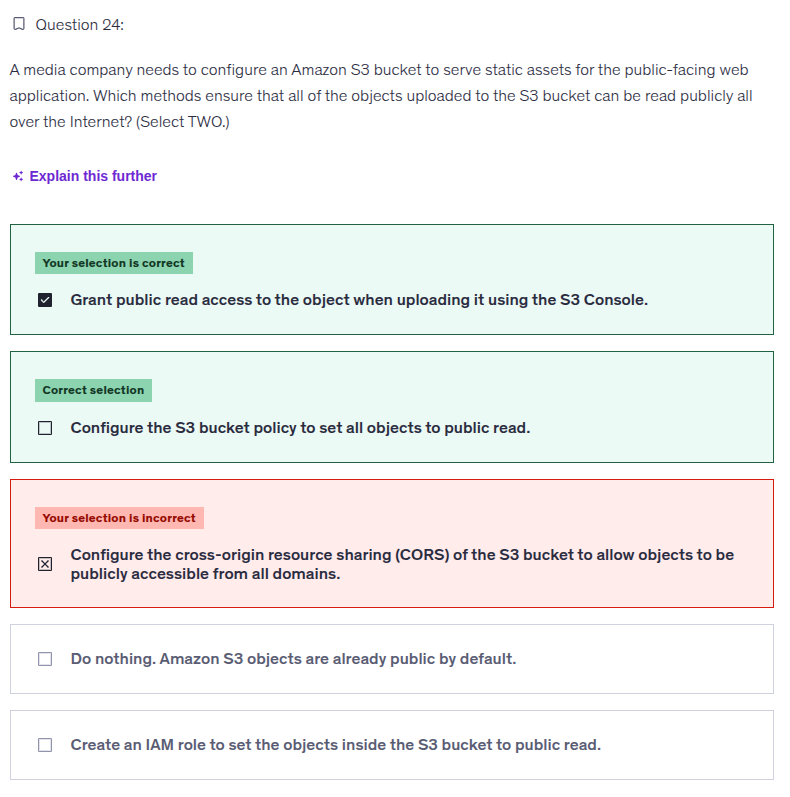 Question 24:
A media company needs to configure an Amazon S3 bucket to serve static assets for the public-facing web
application. Which methods ensure that all of the objects uploaded to the S3 bucket can be read publicly all
over the Internet? (Select TWO.)
Explain this further
Your selection is correct
Grant public read access to the object when uploading it using the S3 Console.
Correct selection
Configure the S3 bucket policy to set all objects to public read.
Your selection is incorrect
Configure the cross-origin resource sharing (CORS) of the S3 bucket to allow objects to be
publicly accessible from all domains.
Do nothing. Amazon S3 objects are already public by default.
Create an IAM role to set the objects inside the S3 bucket to public read.